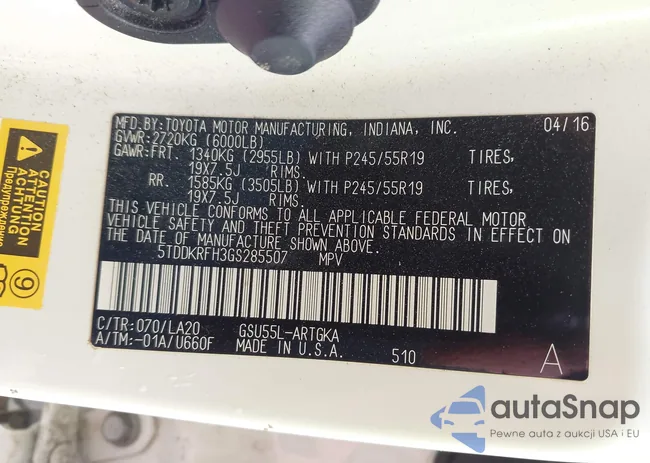 MFD.BY:TOYOTA MOTOR MANUFACTURING, INDIANA, INC. 04/16
GVWR:2720KG (6000LB)
GAWR:FRT. 1340KG (2955LB) WITH P245/55R19 TIRES,
19X7.5J RIMS.
RR. 1585KG (3505LB) WITH P245/55R19 TIRES,
19X7.5J RIMS.
THIS VEHICLE CONFORMS TO ALL APPLICABLE FEDERAL MOTOR
VEHICLE SAFETY AND THEFT PREVENTION STANDARDS IN EFFECT ON
THE DATE OF MANUFACTURE SHOWN ABOVE.
5TDDKRFH3GS285507 MPV
C/TR:070/LA20 GSU55L-ARTGKA
A/TM:-01A/U660F MADE IN U.S.A. 510 A
CAUTION
ATTENTION
ACHTUNG
Предупреждение
9
autaSnap
Pewne auta z aukcji USA i EU